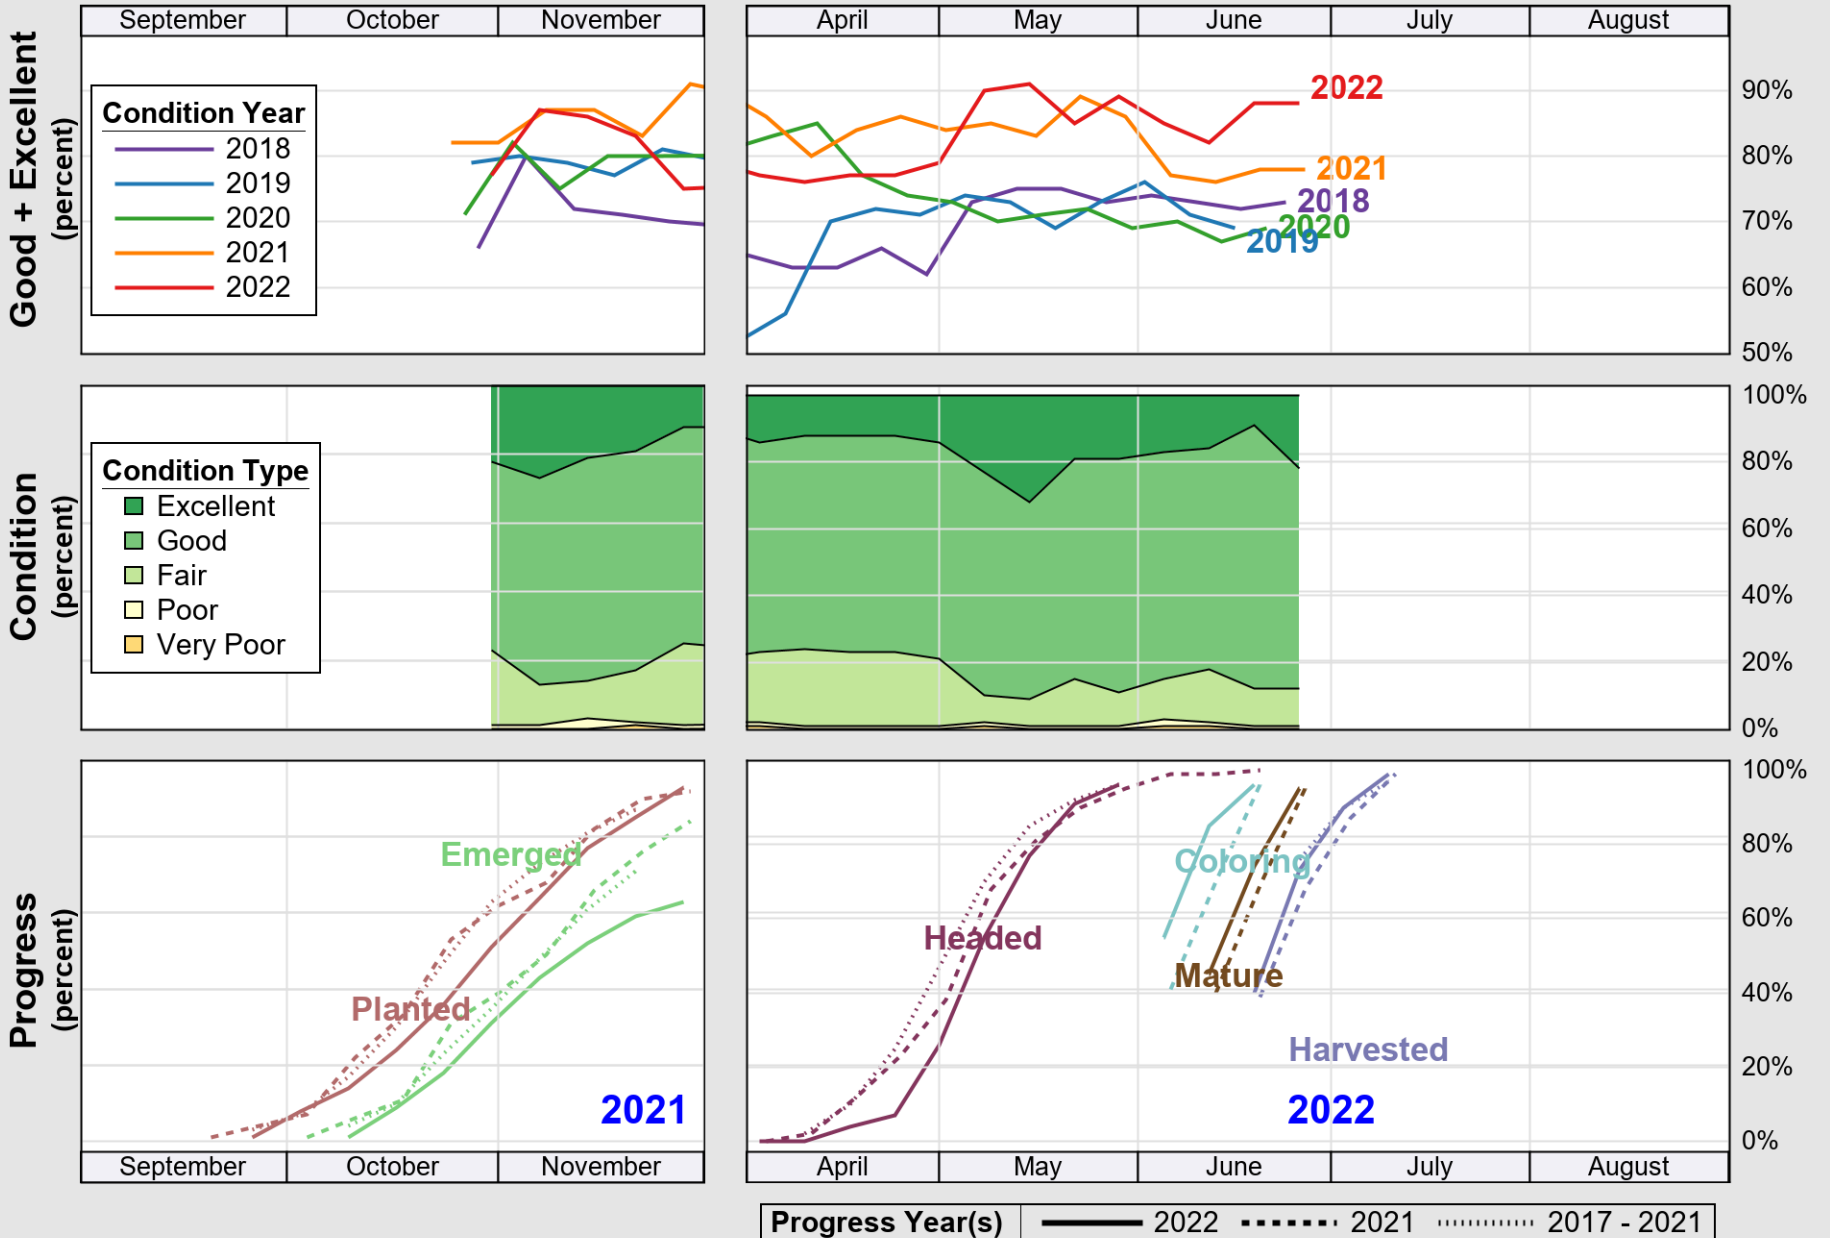 September October November April May June July August
Good + Excellent
(percent)
Condition Year
2018
2019
2020
2021
2022
2022
2021
2018
2020
2019
90%
80%
70%
60%
50%
Condition
(percent)
Condition Type
Excellent
Good
Fair
Poor
Very Poor
100%
80%
60%
40%
20%
0%
Progress
(percent)
Emerged
Planted
2021
Headed
Coloring
Mature
Harvested
2022
100%
80%
60%
40%
20%
0%
September October November April May June July August
Progress Year(s) 2022 2021 2017 - 2021